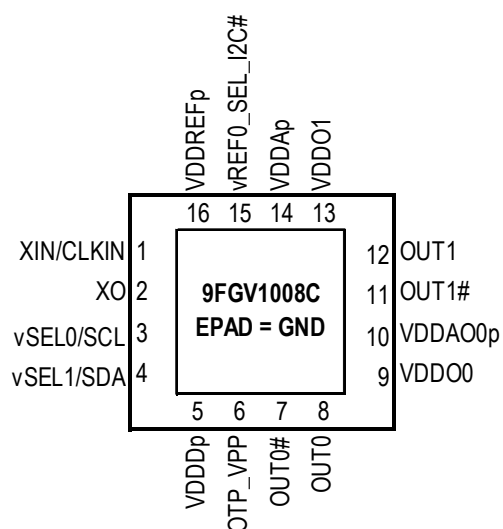 VDDREFp
vREF0_SEL_I2C#
VDDAp
VDDO1
16 15 14 13
XIN/CLKIN 1
XO 2
vSEL0/SCL 3
vSEL1/SDA 4
9FGV1008C
EPAD = GND
12 OUT1
11 OUT1#
10 VDDAO0p
9 VDDO0
5 6 7 8
VDDDp
OTP_VPP
OUT0#
OUT0